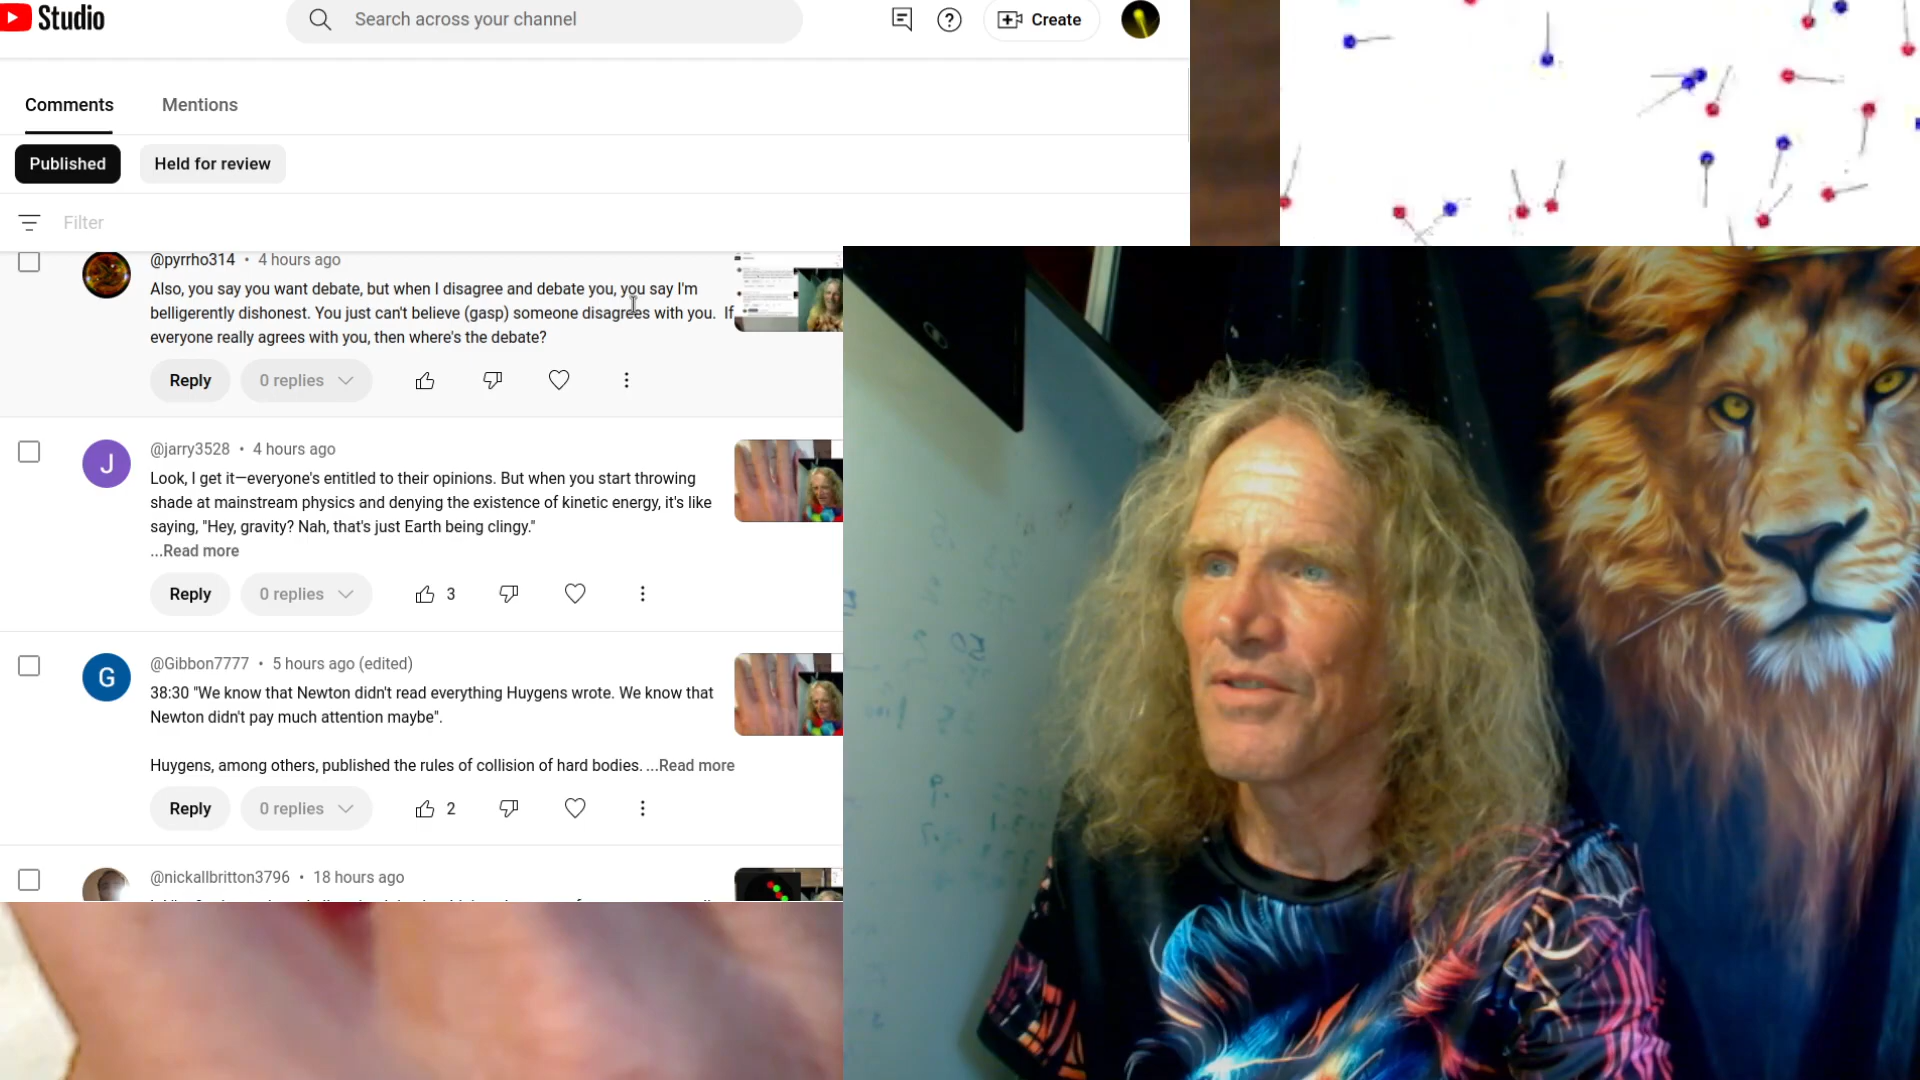 Studio
Search across your channel
Create
Comments
Mentions
Published
Held for review
Filter
@pyrrho314 • 4 hours ago
Also, you say you want debate, but when I disagree and debate you, you say I'm
belligerently dishonest. You just can't believe (gasp) someone disagrees with you. If
everyone really agrees with you, then where's the debate?
Reply
0 replies
J
@jarry3528 • 4 hours ago
Look, I get it—everyone's entitled to their opinions. But when you start throwing
shade at mainstream physics and denying the existence of kinetic energy, it's like
saying, "Hey, gravity? Nah, that's just Earth being clingy."
...Read more
Reply
0 replies
3
G
@Gibbon7777 • 5 hours ago (edited)
38:30 "We know that Newton didn't read everything Huygens wrote. We know that
Newton didn't pay much attention maybe".
Huygens, among others, published the rules of collision of hard bodies. ...Read more
Reply
0 replies
2
@nickallbritton3796 • 18 hours ago